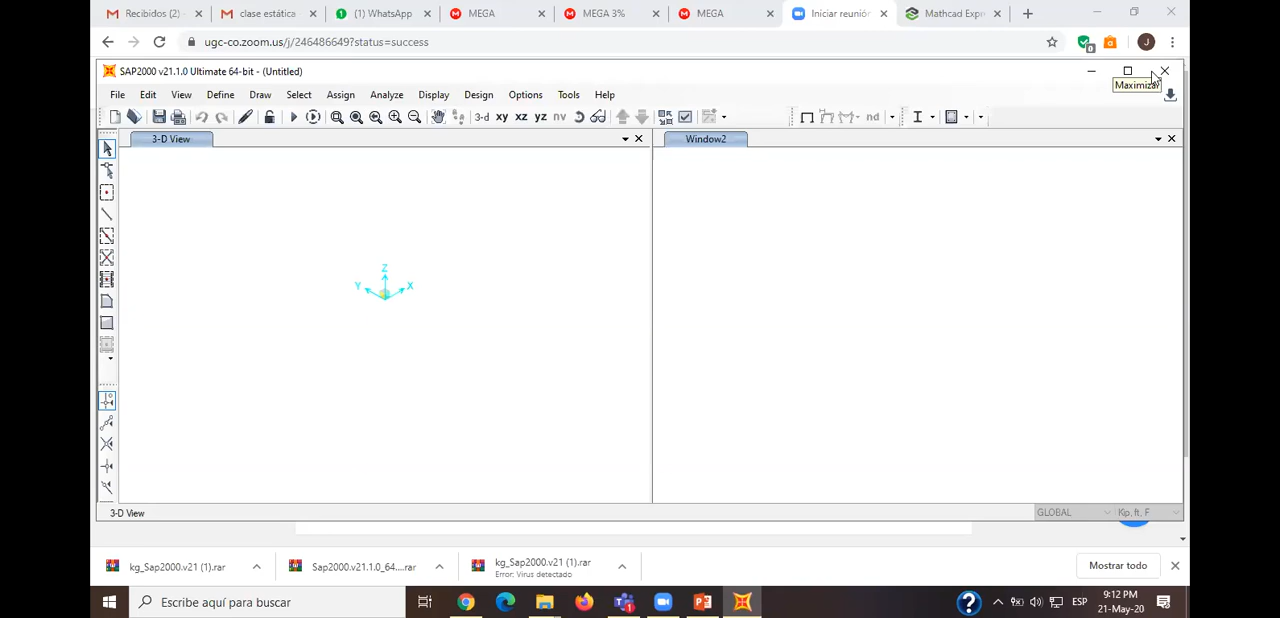 Recibidos (2) clase estática (1) WhatsApp MEGA MEGA 3% MEGA Iniciar reunión Mathcad Expr
ugc-co.zoom.us/j/246486649?status=success J
SAP2000 v21.1.0 Ultimate 64-bit - (Untitled)
Maximizar
File Edit View Define Draw Select Assign Analyze Display Design Options Tools Help
3-d xy xz yz nv nd
3-D View Window2
Z
Y X
3-D View GLOBAL Kip, ft, F
kg_Sap2000.v21 (1).rar Sap2000.v21.1.0_64....rar kg_Sap2000.v21 (1).rar Mostrar todo
Error: Virus detectado
Escribe aquí para buscar ESP 9:12 PM
21-May-20